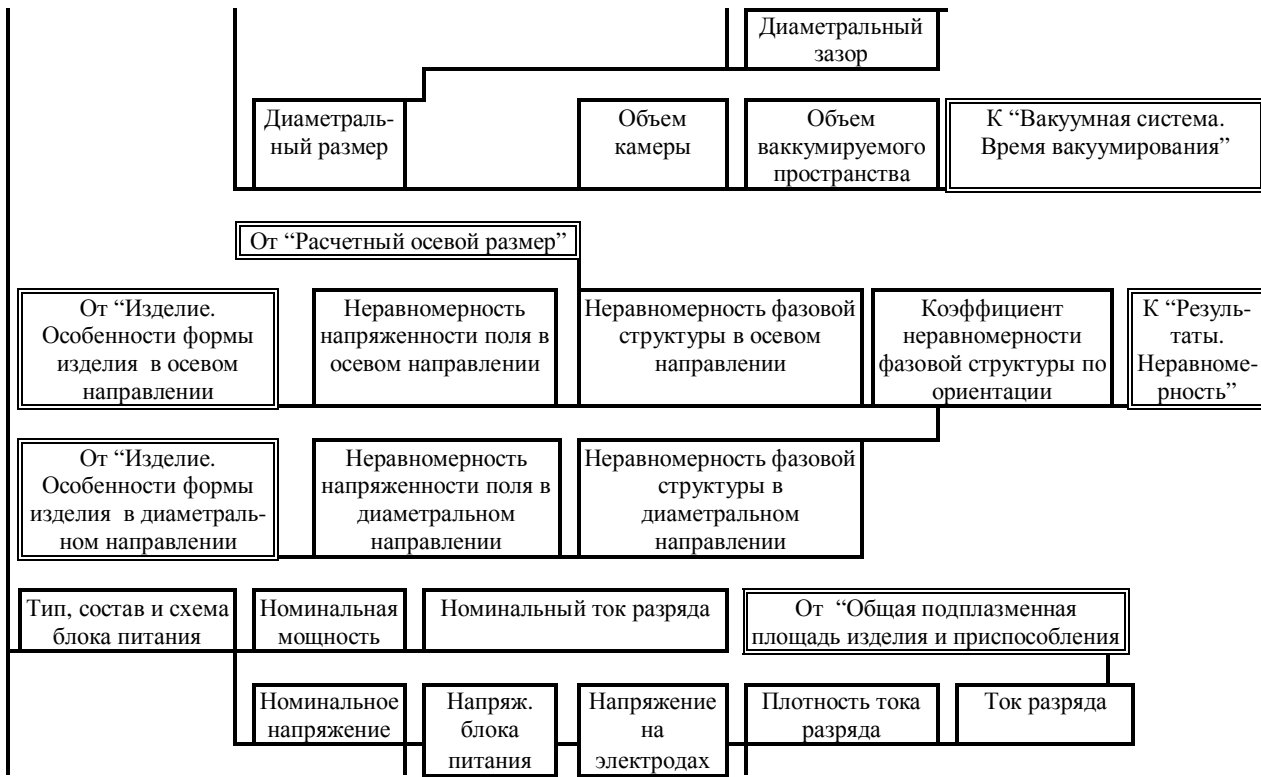 Диаметральный
зазор
Диаметраль-
ный размер
Объем
камеры
Объем
ваккумируемого
пространства
К “Вакуумная система.
Время вакуумирования”
От “Расчетный осевой размер”
От “Изделие.
Особенности формы
изделия в осевом
направлении
Неравномерность
напряженности поля в
осевом направлении
Неравномерность фазовой
структуры в осевом
направлении
Коэффициент
неравномерности
фазовой структуры по
ориентации
К “Резуль-
таты.
Неравноме-
рность”
От “Изделие.
Особенности формы
изделия в диаметраль-
ном направлении
Неравномерность
напряженности поля в
диаметральном
направлении
Неравномерность фазовой
структуры в
диаметральном
направлении
Тип, состав и схема
блока питания
Номинальная
мощность
Номинальный ток разряда
От “Общая подплазменная
площадь изделия и приспособления
Номинальное
напряжение
Напряж.
блока
питания
Напряжение
на
электродах
Плотность тока
разряда
Ток разряда